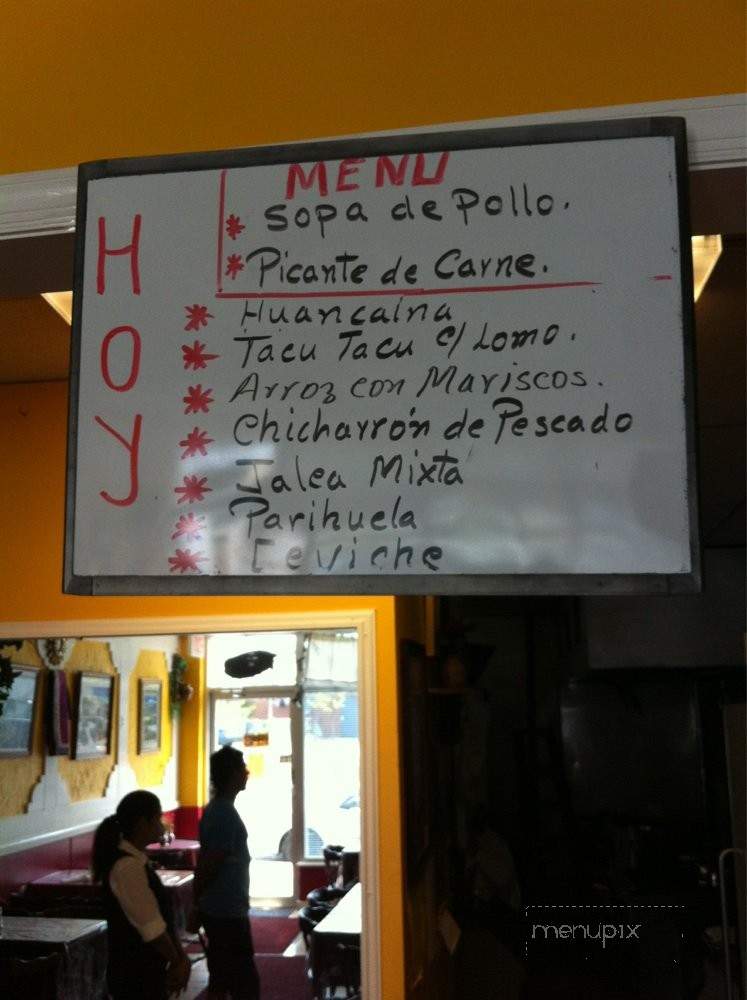 HOY
MENU
* Sopa de Pollo.
* Picante de Carne.
* Huancaina
* Tacu Tacu c/ Lomo.
* Arroz con Mariscos.
* Chicharrón de Pescado
* Jalea Mixta
* Parihuela
* Ceviche
menupix